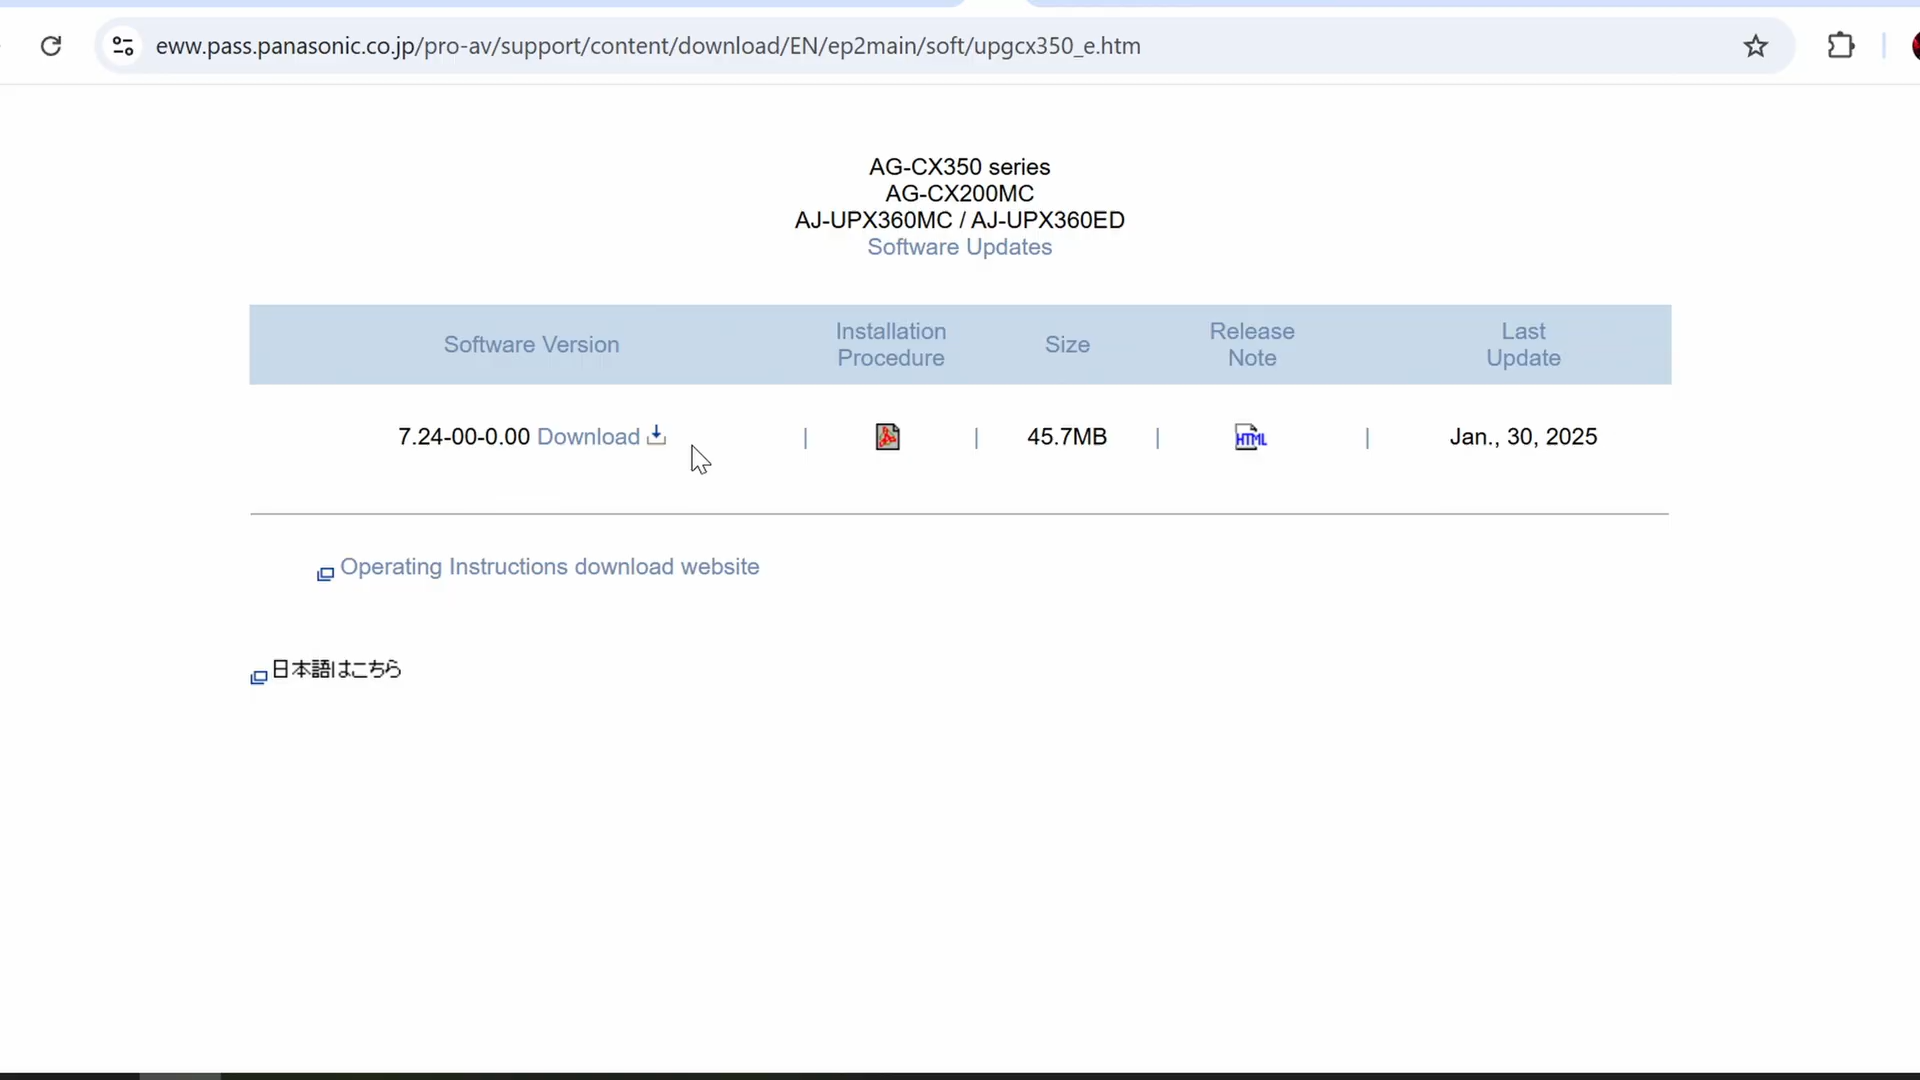 eww.pass.panasonic.co.jp/pro-av/support/content/download/EN/ep2main/soft/upgcx350_e.htm
AG-CX350 series
AG-CX200MC
AJ-UPX360MC / AJ-UPX360ED
Software Updates
Software Version
Installation
Procedure
Size
Release
Note
Last
Update
7.24-00-0.00 Download | | 45.7MB | HTML | Jan., 30, 2025
Operating Instructions download website
日本語はこちら